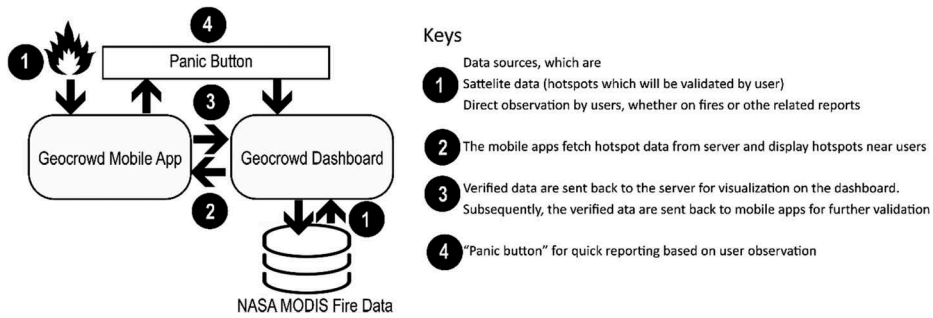 4
1
Panic Button
3
Geocrowd Mobile App
Geocrowd Dashboard
2
1
NASA MODIS Fire Data
Keys
1
Data sources, which are
Sattelite data (hotspots which will be validated by user)
Direct observation by users, whether on fires or othe related reports
2
The mobile apps fetch hotspot data from server and display hotspots near users
3
Verified data are sent back to the server for visualization on the dashboard.
Subsequently, the verified ata are sent back to mobile apps for further validation
4
“Panic button” for quick reporting based on user observation